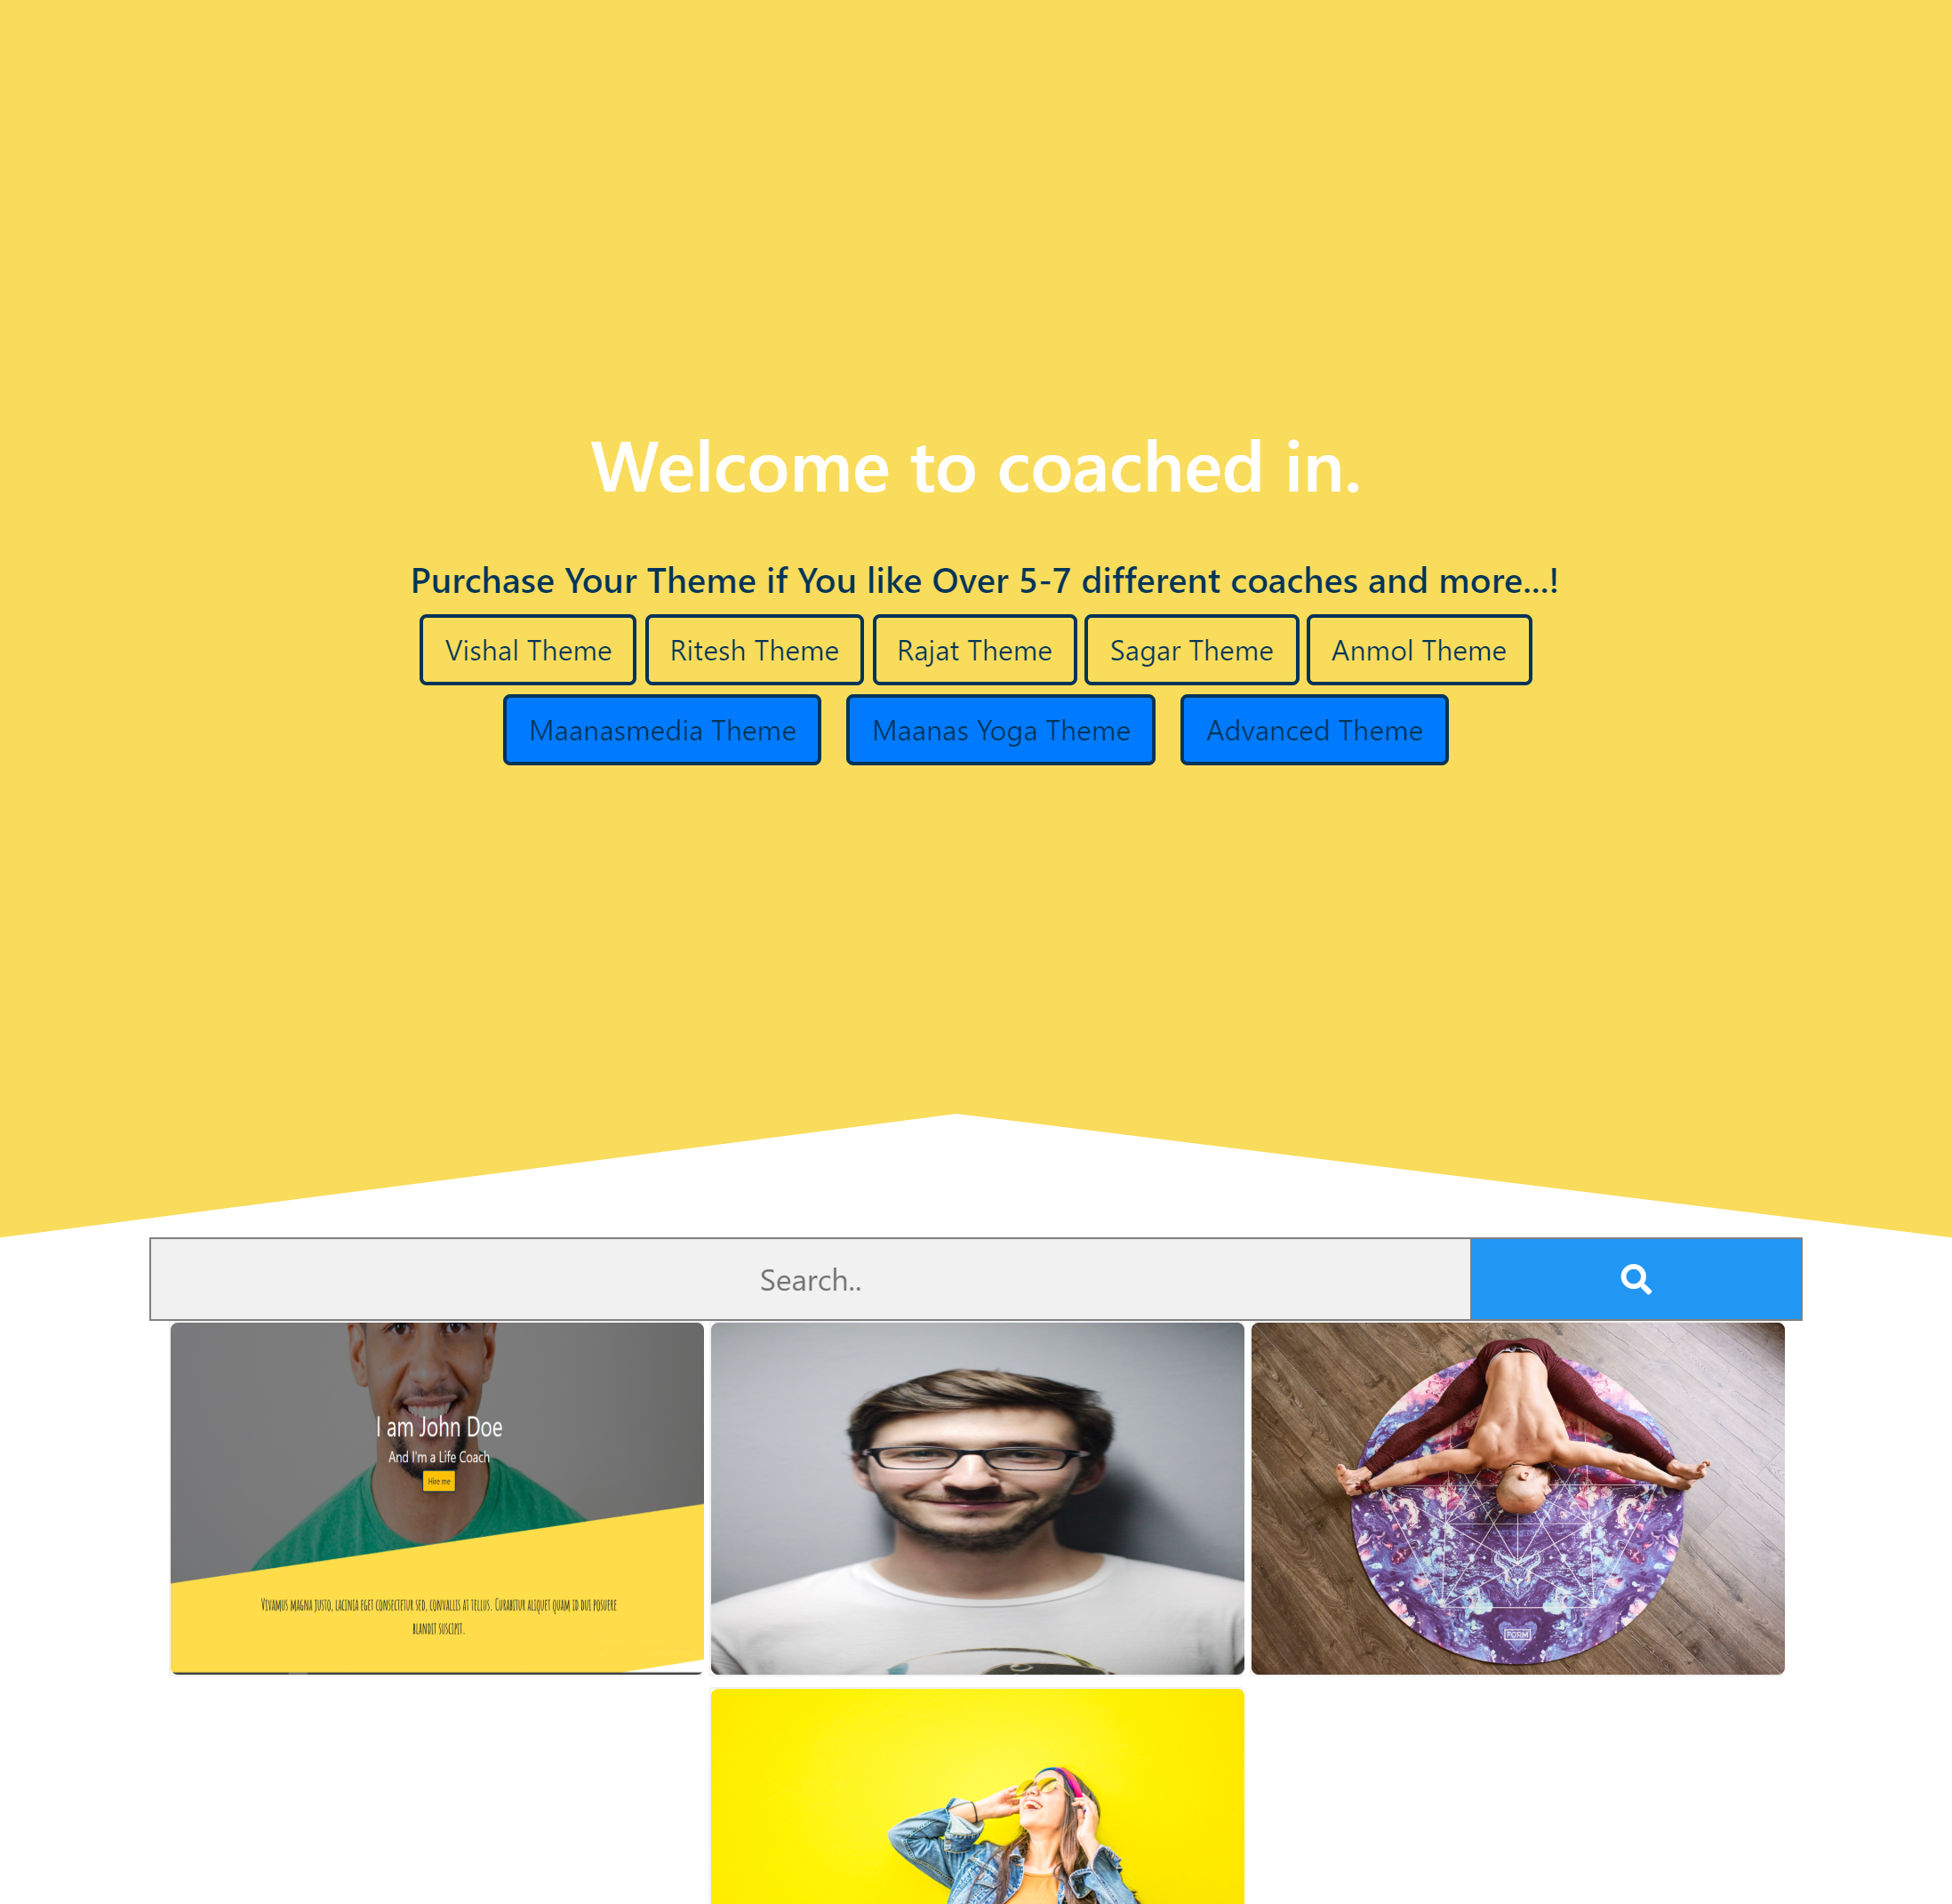 Welcome to coached in.
Purchase Your Theme if You like Over 5-7 different coaches and more...!
Vishal Theme Ritesh Theme Rajat Theme Sagar Theme Anmol Theme
Maanasmedia Theme Maanas Yoga Theme Advanced Theme
Search..
I am John Doe
And I'm a Life Coach
Hire me
Vivamus magna justo, lacinia eget consectetur sed, convallis at tellus. Curabitur aliquet quam id dui posuere
blandit suscipit.
FORM